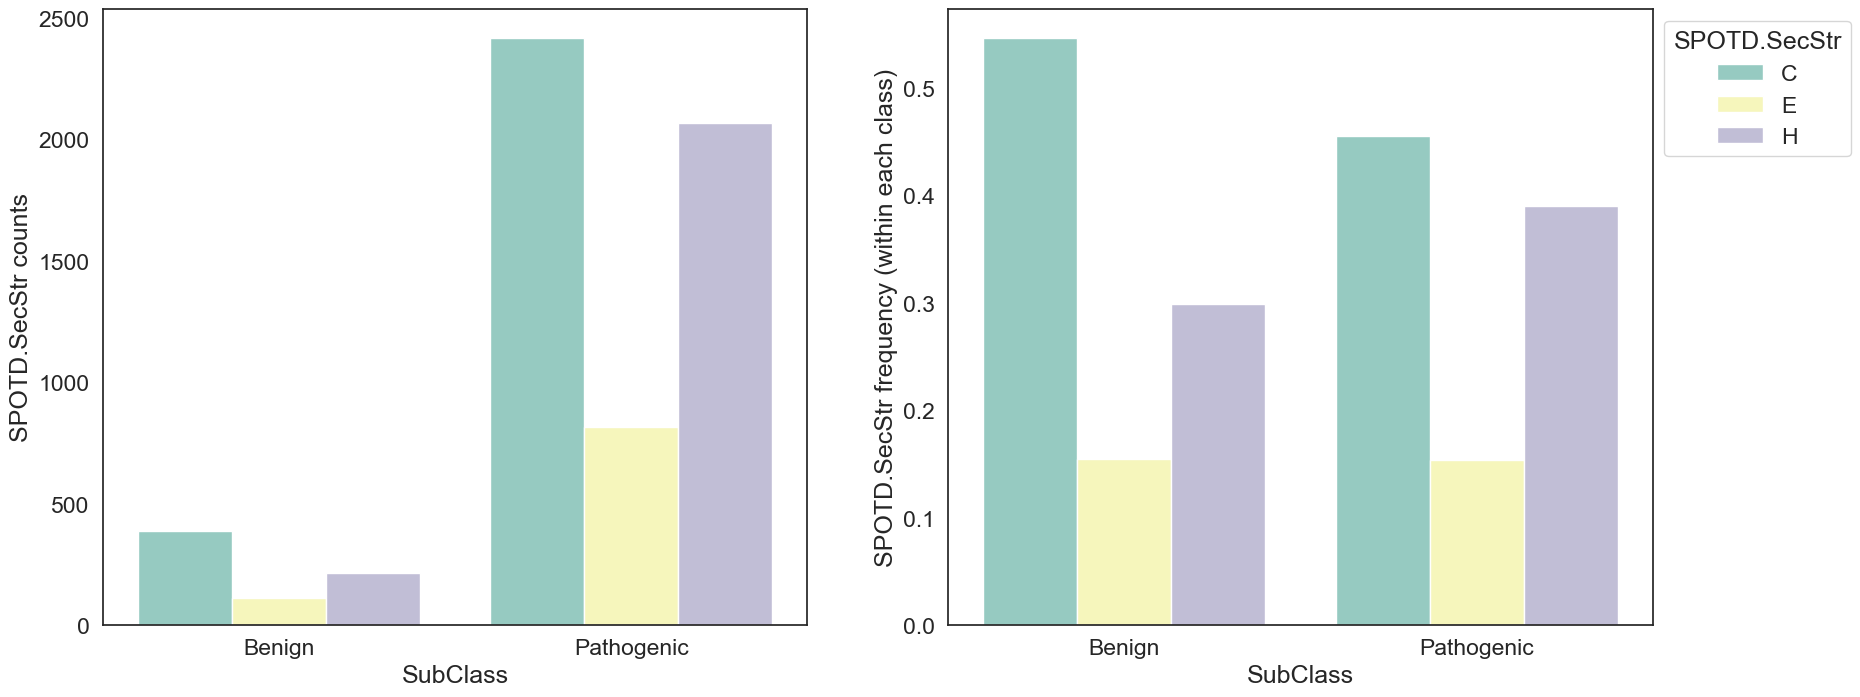 SPOTD.SecStr counts
2500
2000
1500
1000
500
0
Benign
Pathogenic
SubClass
SPOTD.SecStr frequency (within each class)
0.5
0.4
0.3
0.2
0.1
0.0
Benign
Pathogenic
SubClass
SPOTD.SecStr
C
E
H